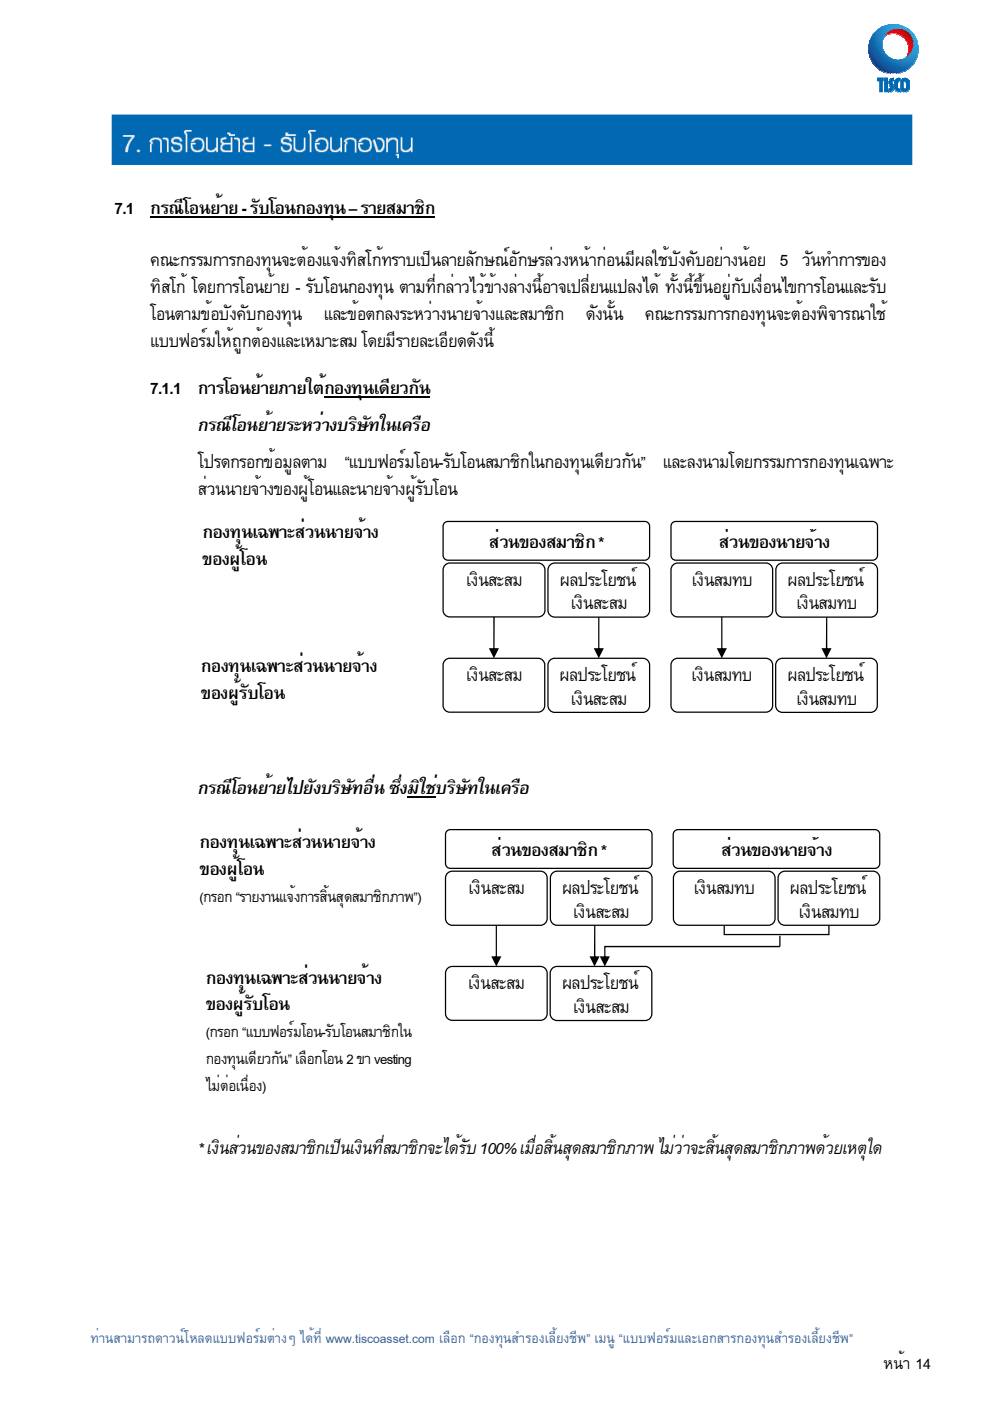 TISCO
7. การโอนย้าย - รับโอนกองทุน
7.1 กรณีโอนย้าย - รับโอนกองทุน – รายสมาชิก
คณะกรรมการกองทุนจะต้องแจ้งทิสโก้ทราบเป็นลายลักษณ์อักษรล่วงหน้าก่อนมีผลใช้บังคับอย่างน้อย 5 วันทำการของ
ทิสโก้ โดยการโอนย้าย - รับโอนกองทุน ตามที่กล่าวไว้ข้างล่างนี้อาจเปลี่ยนแปลงได้ ทั้งนี้ขึ้นอยู่กับเงื่อนไขการโอนและรับ
โอนตามข้อบังคับกองทุน และข้อตกลงระหว่างนายจ้างและสมาชิก ดังนั้น คณะกรรมการกองทุนจะต้องพิจารณาใช้
แบบฟอร์มให้ถูกต้องและเหมาะสม โดยมีรายละเอียดดังนี้
7.1.1 การโอนย้ายภายใต้กองทุนเดียวกัน
กรณีโอนย้ายระหว่างบริษัทในเครือ
โปรดกรอกข้อมูลตาม “แบบฟอร์มโอน-รับโอนสมาชิกในกองทุนเดียวกัน” และลงนามโดยกรรมการกองทุนเฉพาะ
ส่วนนายจ้างของผู้โอนและนายจ้างผู้รับโอน
กองทุนเฉพาะส่วนนายจ้าง
ของผู้โอน
ส่วนของสมาชิก * ส่วนของนายจ้าง
เงินสะสม ผลประโยชน์ เงินสมทบ ผลประโยชน์
เงินสะสม เงินสมทบ
กองทุนเฉพาะส่วนนายจ้าง
ของผู้รับโอน
เงินสะสม ผลประโยชน์ เงินสมทบ ผลประโยชน์
เงินสะสม เงินสมทบ
กรณีโอนย้ายไปยังบริษัทอื่น ซึ่งมิใช่บริษัทในเครือ
กองทุนเฉพาะส่วนนายจ้าง
ของผู้โอน
(กรอก “รายงานแจ้งการสิ้นสุดสมาชิกภาพ”)
ส่วนของสมาชิก * ส่วนของนายจ้าง
เงินสะสม ผลประโยชน์ เงินสมทบ ผลประโยชน์
เงินสะสม เงินสมทบ
กองทุนเฉพาะส่วนนายจ้าง
ของผู้รับโอน
(กรอก “แบบฟอร์มโอน-รับโอนสมาชิกใน
กองทุนเดียวกัน” เลือกโอน 2 ขา vesting
ไม่ต่อเนื่อง)
เงินสะสม ผลประโยชน์
เงินสะสม
* เงินส่วนของสมาชิกเป็นเงินที่สมาชิกจะได้รับ 100% เมื่อสิ้นสุดสมาชิกภาพ ไม่ว่าจะสิ้นสุดสมาชิกภาพด้วยเหตุใด
ท่านสามารถดาวน์โหลดแบบฟอร์มต่างๆ ได้ที่ www.tiscoasset.com เลือก “กองทุนสำรองเลี้ยงชีพ” เมนู “แบบฟอร์มและเอกสารกองทุนสำรองเลี้ยงชีพ”
หน้า 14